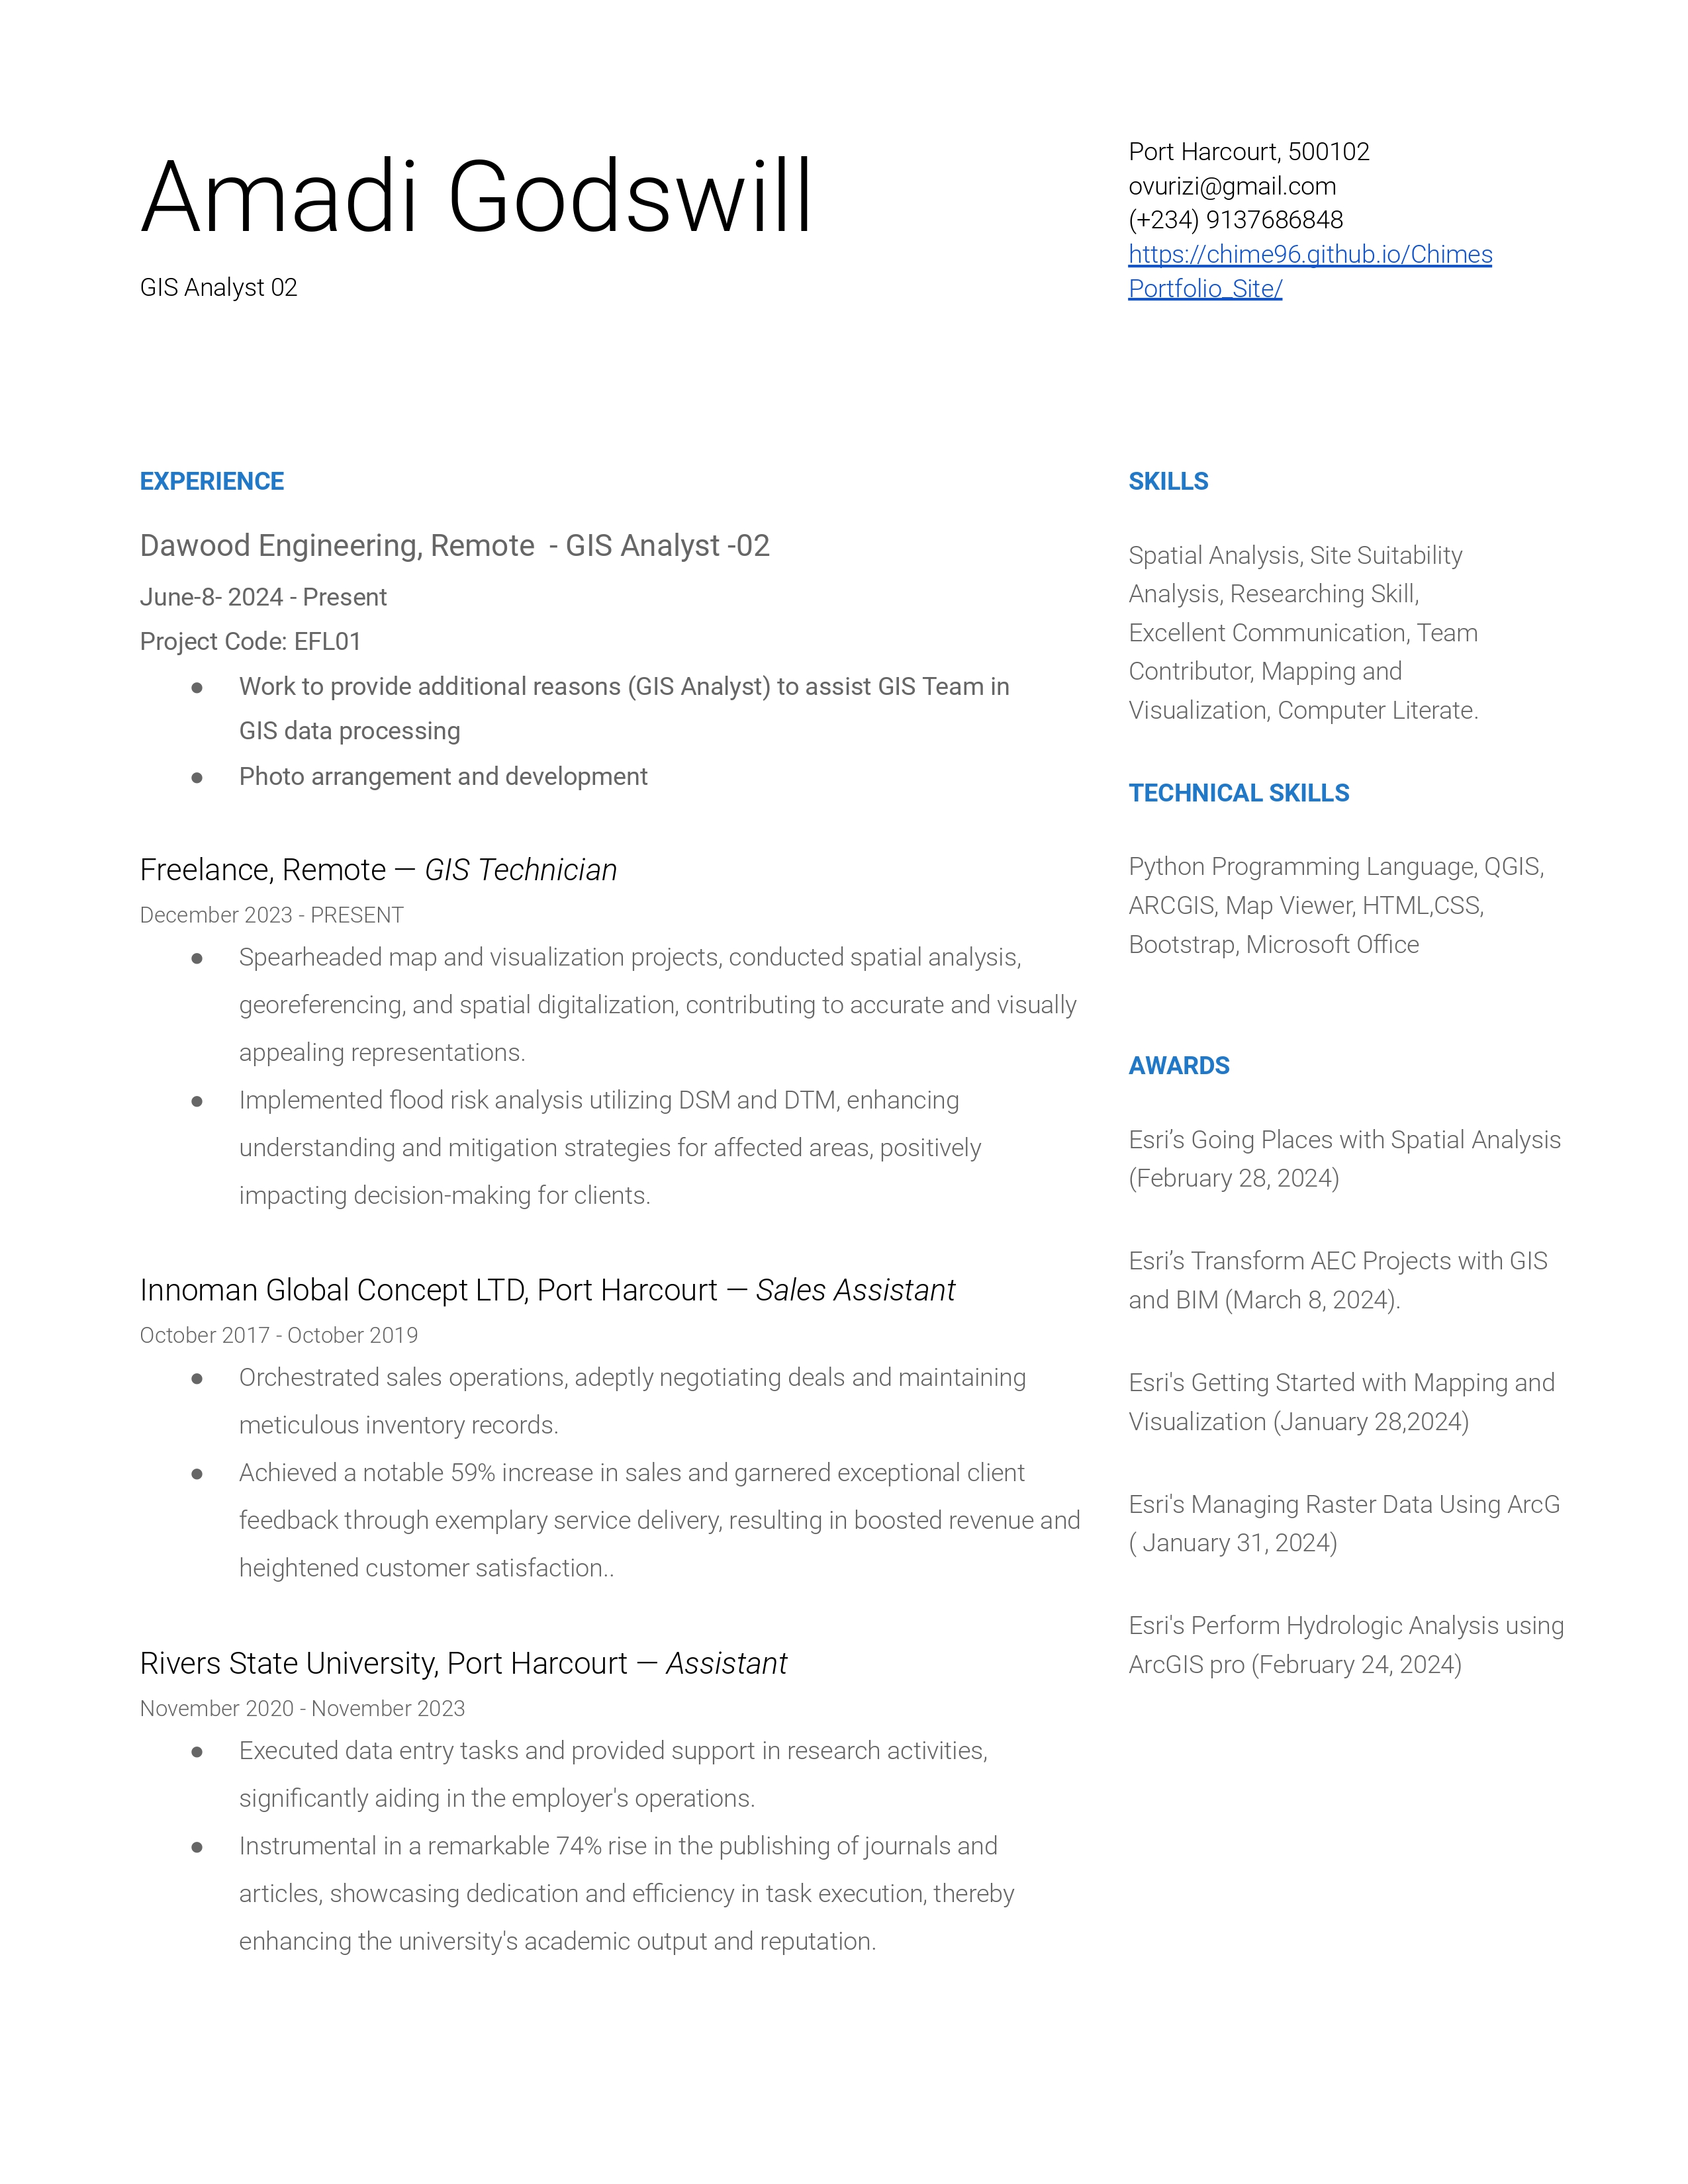 Amadi Godswill
GIS Analyst 02
Port Harcourt, 500102
ovurizi@gmail.com
(+234) 9137686848
https://chime96.github.io/Chimes
Portfolio_Site/
EXPERIENCE
Dawood Engineering, Remote  - GIS Analyst -02
June-8- 2024 - Present
Project Code: EFL01
● Work to provide additional reasons (GIS Analyst) to assist GIS Team in
GIS data processing
● Photo arrangement and development
Freelance, Remote — GIS Technician
December 2023 - PRESENT
● Spearheaded map and visualization projects, conducted spatial analysis,
georeferencing, and spatial digitalization, contributing to accurate and visually
appealing representations.
● Implemented flood risk analysis utilizing DSM and DTM, enhancing
understanding and mitigation strategies for affected areas, positively
impacting decision-making for clients.
Innoman Global Concept LTD, Port Harcourt — Sales Assistant
October 2017 - October 2019
● Orchestrated sales operations, adeptly negotiating deals and maintaining
meticulous inventory records.
● Achieved a notable 59% increase in sales and garnered exceptional client
feedback through exemplary service delivery, resulting in boosted revenue and
heightened customer satisfaction..
Rivers State University, Port Harcourt — Assistant
November 2020 - November 2023
● Executed data entry tasks and provided support in research activities,
significantly aiding in the employer's operations.
● Instrumental in a remarkable 74% rise in the publishing of journals and
articles, showcasing dedication and efficiency in task execution, thereby
enhancing the university's academic output and reputation.
SKILLS
Spatial Analysis, Site Suitability
Analysis, Researching Skill,
Excellent Communication, Team
Contributor, Mapping and
Visualization, Computer Literate.
TECHNICAL SKILLS
Python Programming Language, QGIS,
ARCGIS, Map Viewer, HTML,CSS,
Bootstrap, Microsoft Office
AWARDS
Esri’s Going Places with Spatial Analysis
(February 28, 2024)
Esri’s Transform AEC Projects with GIS
and BIM (March 8, 2024).
Esri's Getting Started with Mapping and
Visualization (January 28,2024)
Esri's Managing Raster Data Using ArcG
( January 31, 2024)
Esri's Perform Hydrologic Analysis using
ArcGIS pro (February 24, 2024)